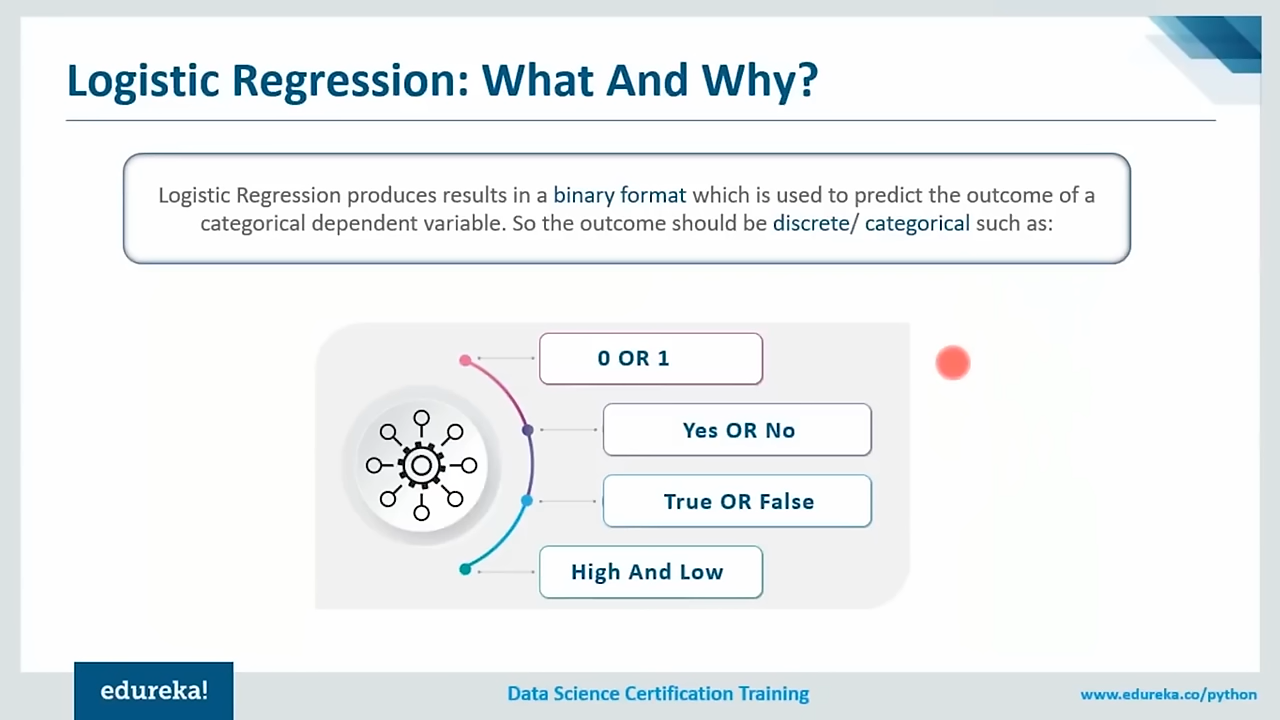 Logistic Regression: What And Why?
Logistic Regression produces results in a binary format which is used to predict the outcome of a
categorical dependent variable. So the outcome should be discrete/ categorical such as:
0 OR 1
Yes OR No
True OR False
High And Low
edureka!
Data Science Certification Training
www.edureka.co/python